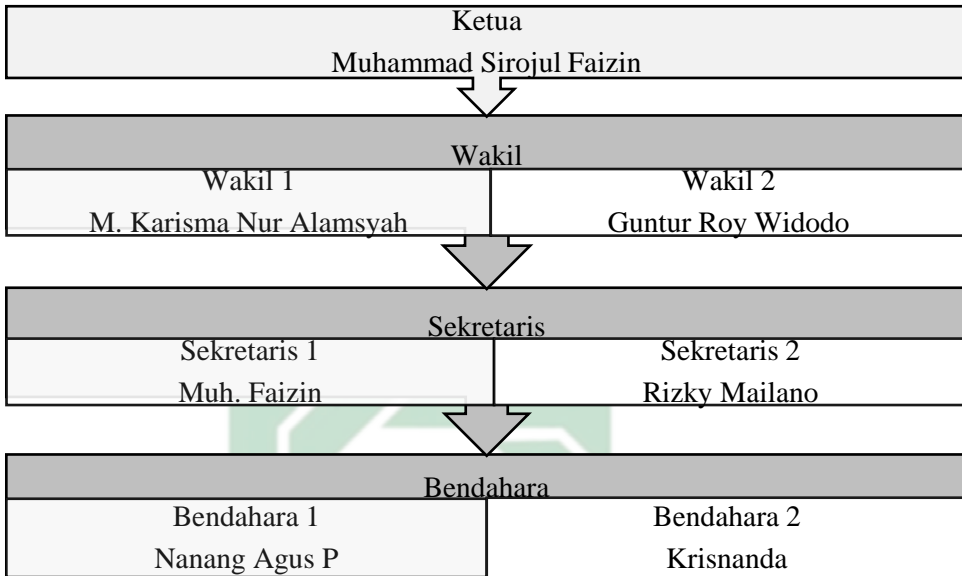 Ketua
Muhammad Sirojul Faizin
Wakil
Wakil 1
M. Karisma Nur Alamsyah
Wakil 2
Guntur Roy Widodo
Sekretaris
Sekretaris 1
Muh. Faizin
Sekretaris 2
Rizky Mailano
Bendahara
Bendahara 1
Nanang Agus P
Bendahara 2
Krisnanda